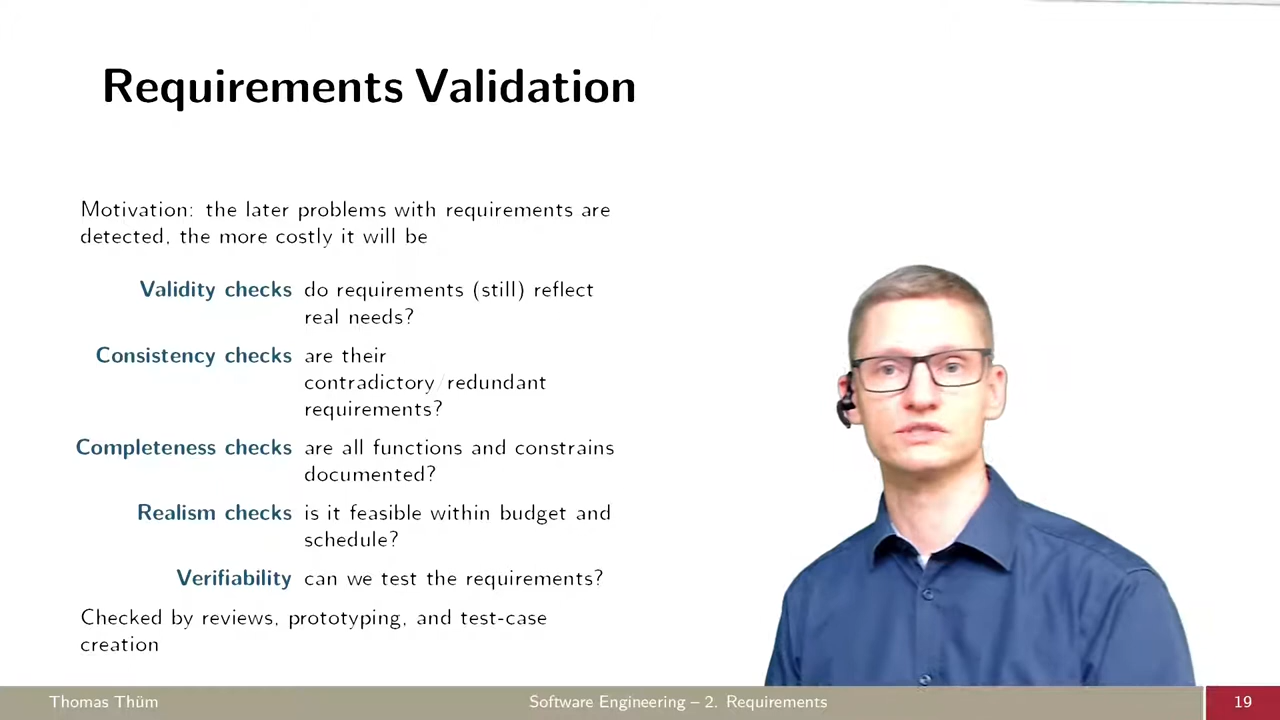 Requirements Validation
Motivation: the later problems with requirements are
detected, the more costly it will be
Validity checks do requirements (still) reflect
real needs?
Consistency checks are their
contradictory/redundant
requirements?
Completeness checks are all functions and constrains
documented?
Realism checks is it feasible within budget and
schedule?
Verifiability can we test the requirements?
Checked by reviews, prototyping, and test-case
creation
Thomas Thüm Software Engineering – 2. Requirements 19